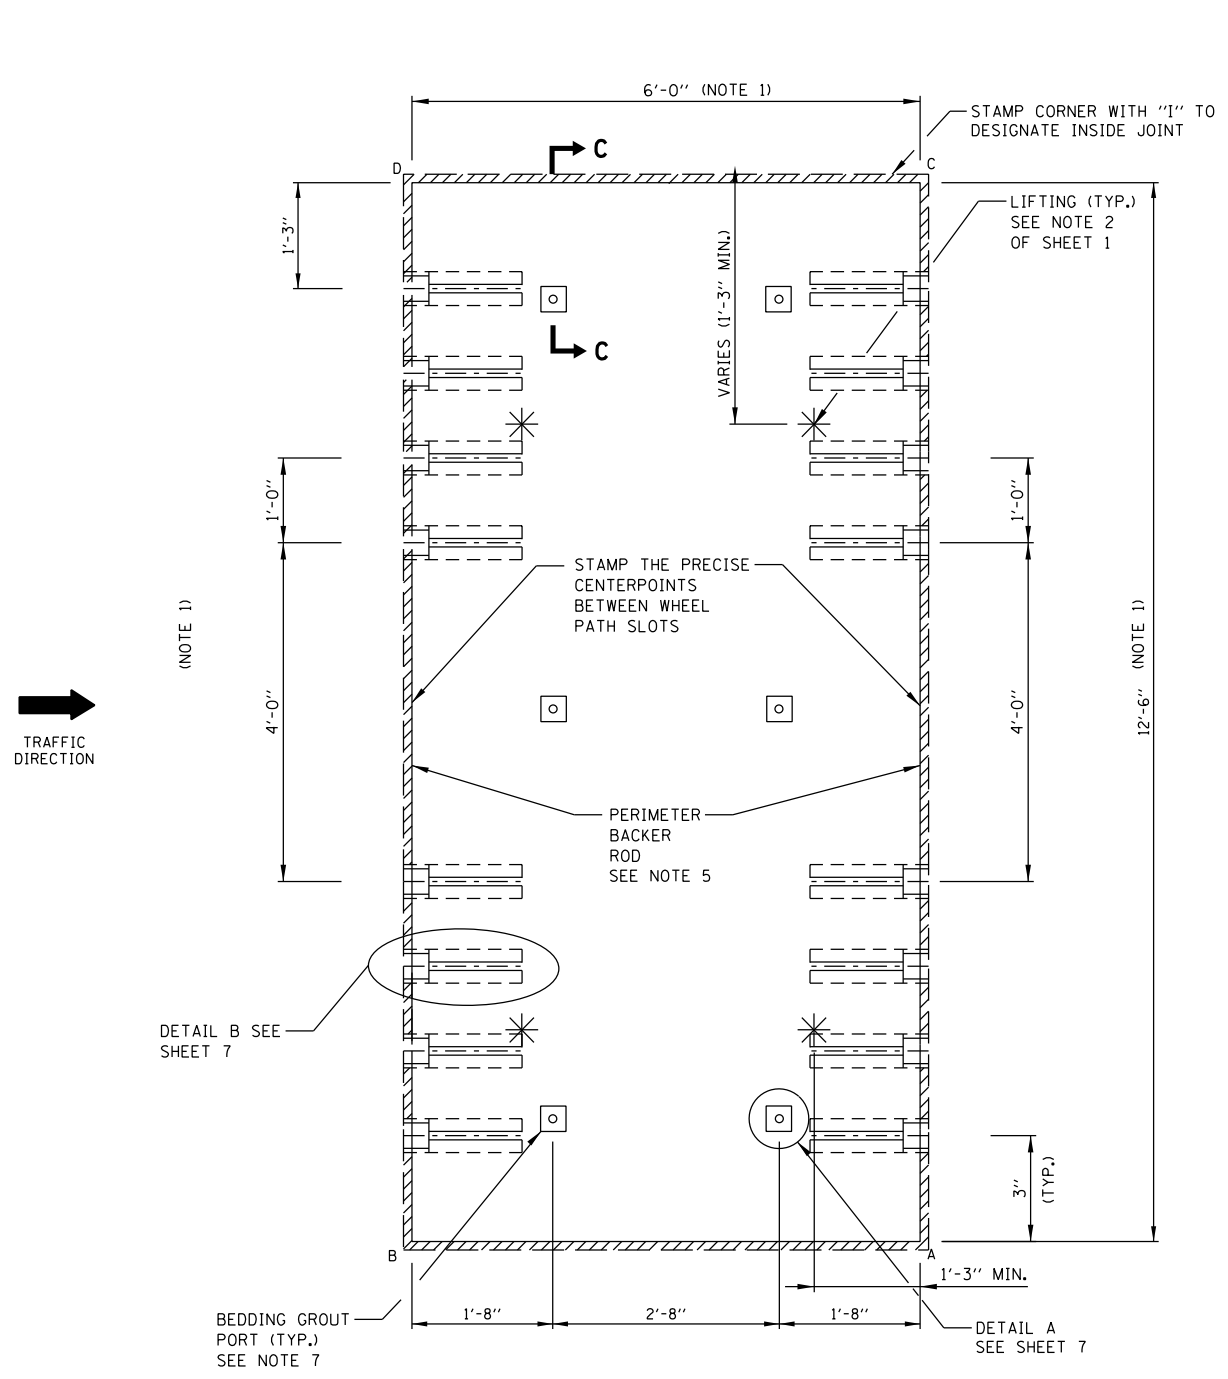 6'-0" (NOTE 1)
STAMP CORNER WITH "I" TO
DESIGNATE INSIDE JOINT
C
D
C
LIFTING (TYP.)
SEE NOTE 2
OF SHEET 1
1'-3"
VARIES (1'-3" MIN.)
C
1'-0"
1'-0"
STAMP THE PRECISE
CENTERPOINTS
BETWEEN WHEEL
PATH SLOTS
(NOTE 1)
4'-0"
4'-0"
12'-6" (NOTE 1)
TRAFFIC
DIRECTION
PERIMETER
BACKER
ROD
SEE NOTE 5
DETAIL B SEE
SHEET 7
3"
(TYP.)
B
A
1'-3" MIN.
1'-8"
2'-8"
1'-8"
BEDDING GROUT
PORT (TYP.)
SEE NOTE 7
DETAIL A
SEE SHEET 7